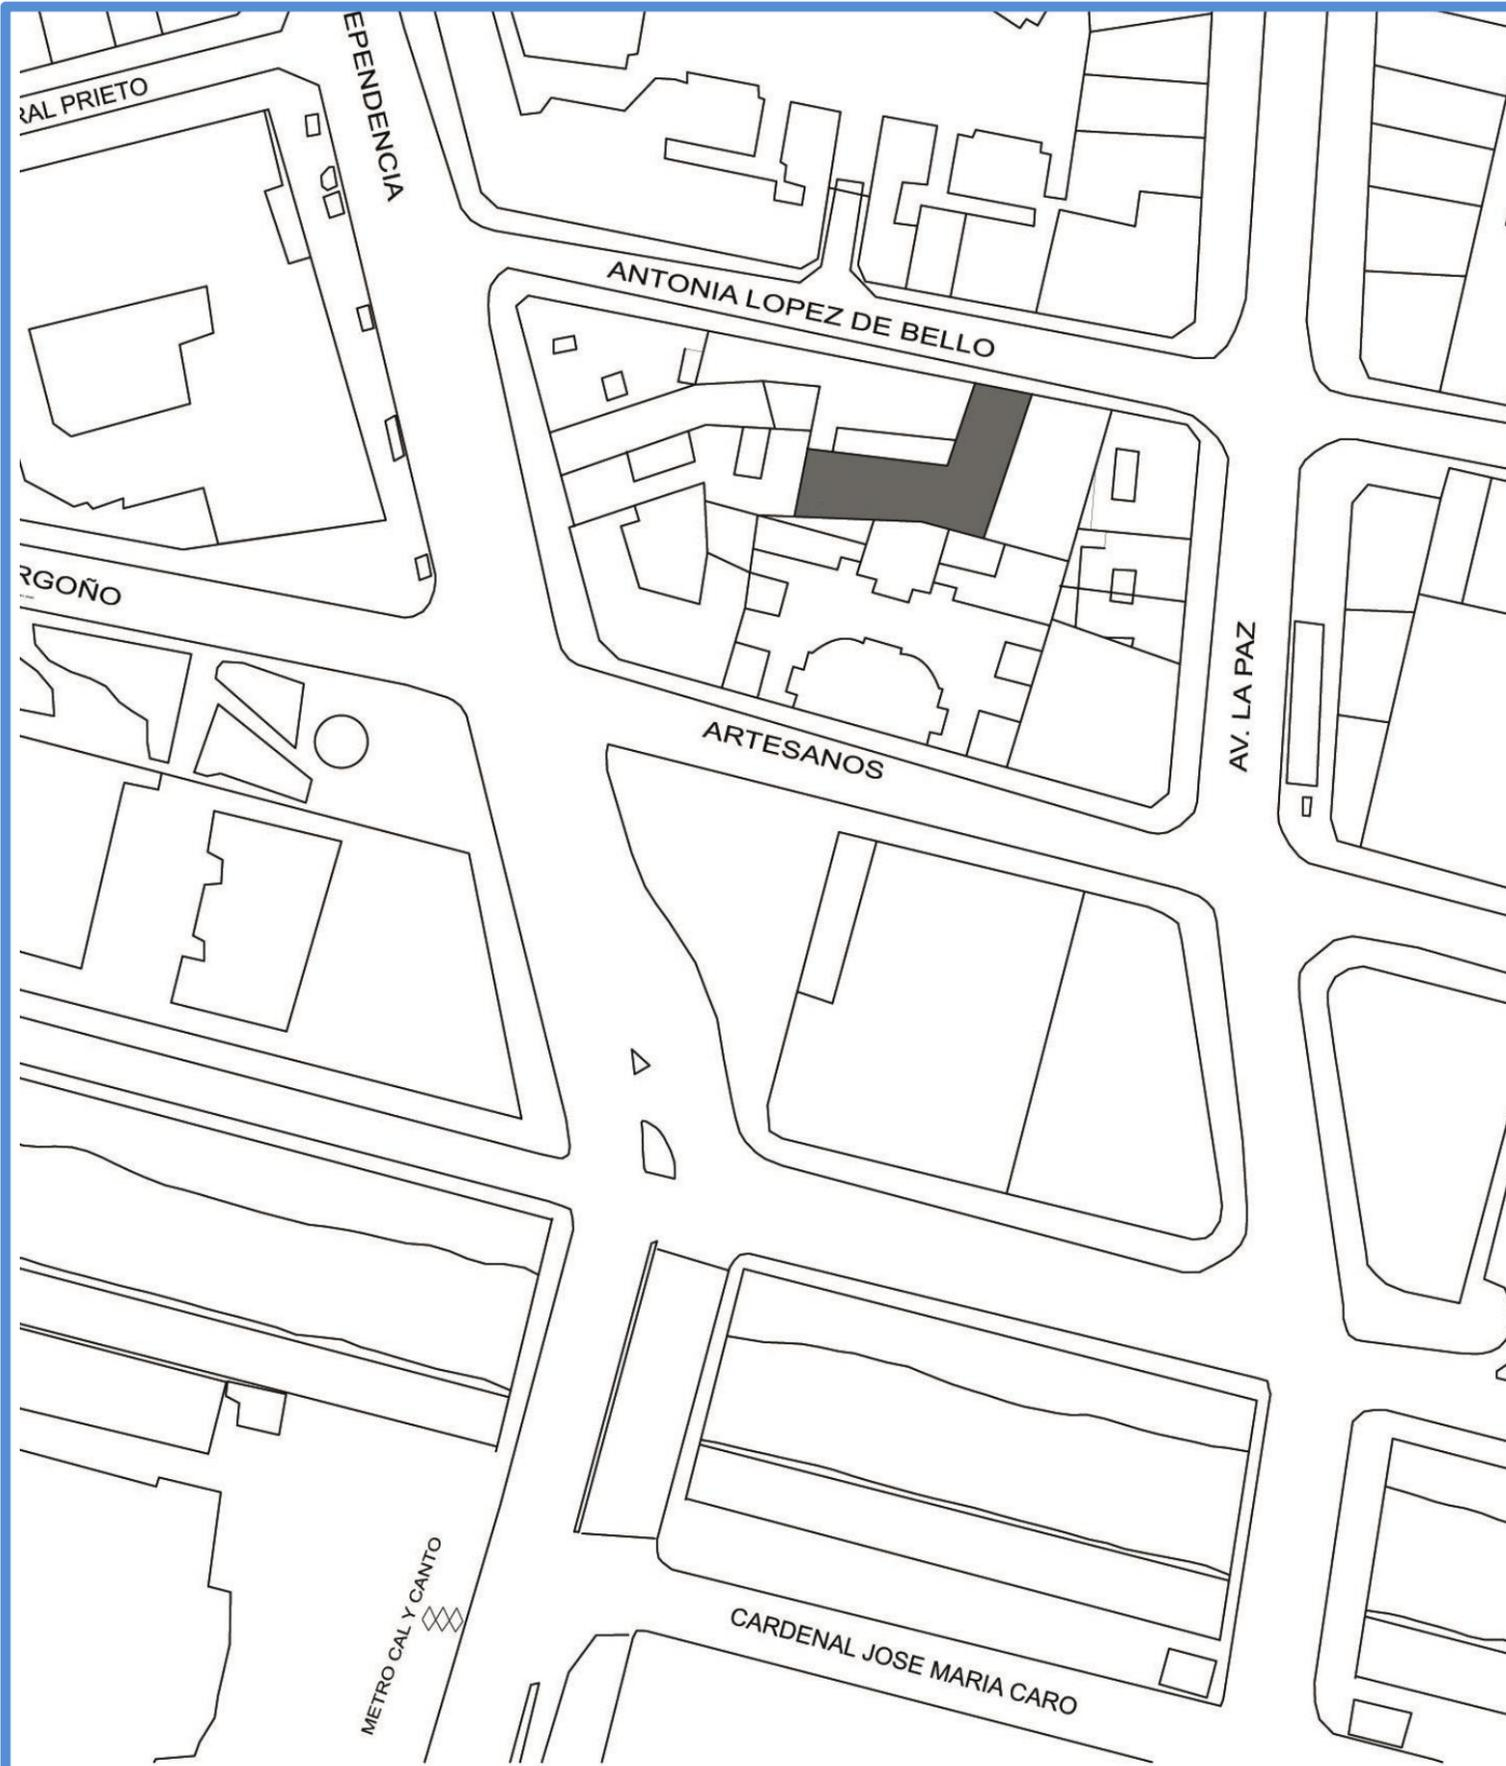 RAL PRIETO
EPENDENCIA
ANTONIA LOPEZ DE BELLO
RGOÑO
AV. LA PAZ
ARTESANOS
METRO CAL Y CANTO
CARDENAL JOSE MARIA CARO